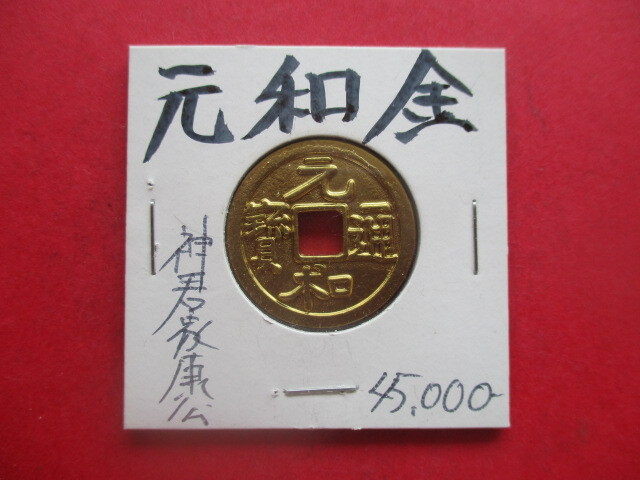 元和金
元和通寳
神君家康公
45,000-